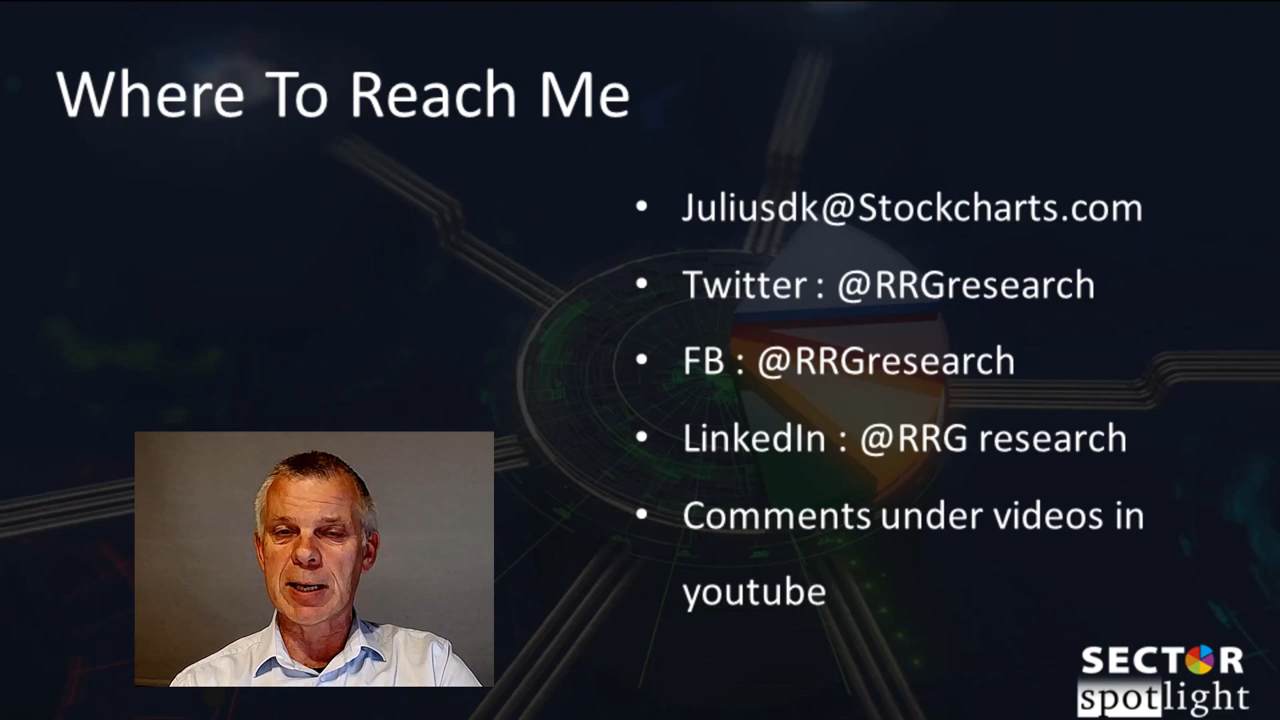 Where To Reach Me
• Juliusdk@Stockcharts.com
• Twitter : @RRGresearch
• FB : @RRGresearch
• LinkedIn : @RRG research
• Comments under videos in
youtube
SECTOR
spotlight